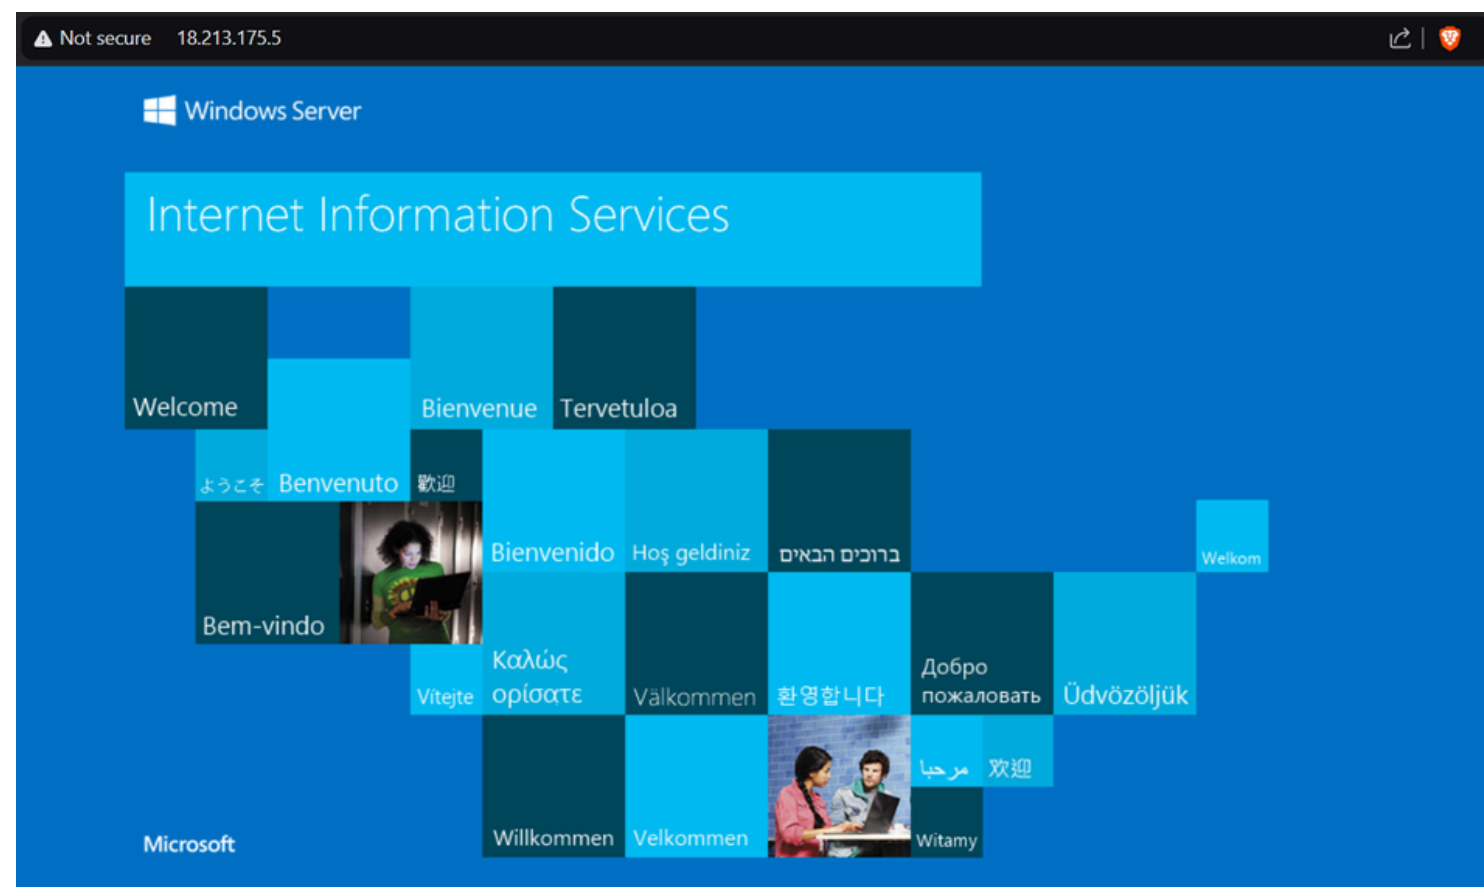 Not secure 18.213.175.5
Windows Server
Internet Information Services
Welcome
Bienvenue
Tervetuloa
ようこそ
Benvenuto
歡迎
Bienvenido
Hoş geldiniz
ברוכים הבאים
Welkom
Bem-vindo
Vítejte
Καλώς
ορίσατε
Välkommen
환영합니다
Добро
пожаловать
Üdvözöljük
مرحبا
欢迎
Willkommen
Velkommen
Witamy
Microsoft